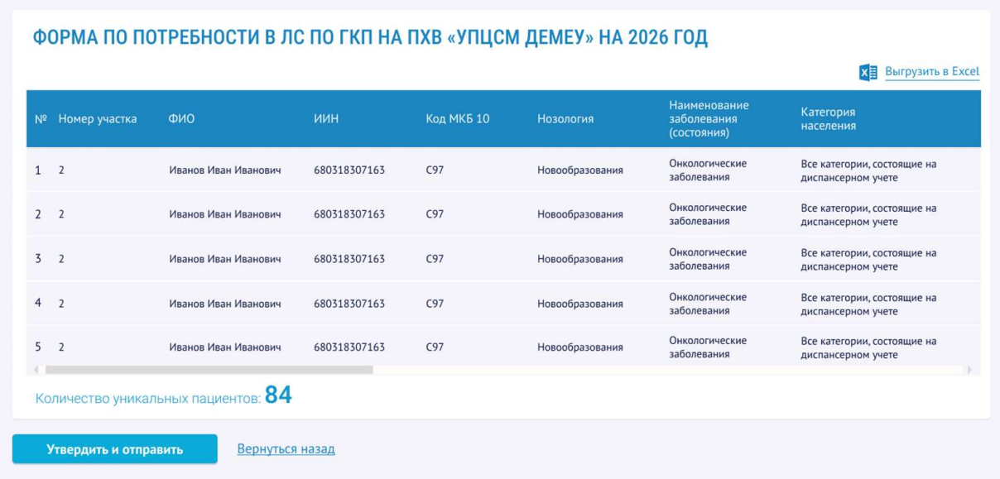 ФОРМА ПО ПОТРЕБНОСТИ В ЛС ПО ГКП НА ПХВ «УПЦСМ ДЕМЕУ» НА 2026 ГОД
Выгрузить в Excel
№ Номер участка ФИО ИИН Код МКБ 10 Нозология Наименование заболевания (состояния) Категория населения
1 2 Иванов Иван Иванович 680318307163 C97 Новообразования Онкологические заболевания Все категории, состоящие на диспансерном учете
2 2 Иванов Иван Иванович 680318307163 C97 Новообразования Онкологические заболевания Все категории, состоящие на диспансерном учете
3 2 Иванов Иван Иванович 680318307163 C97 Новообразования Онкологические заболевания Все категории, состоящие на диспансерном учете
4 2 Иванов Иван Иванович 680318307163 C97 Новообразования Онкологические заболевания Все категории, состоящие на диспансерном учете
5 2 Иванов Иван Иванович 680318307163 C97 Новообразования Онкологические заболевания Все категории, состоящие на диспансерном учете
Количество уникальных пациентов: 84
Утвердить и отправить Вернуться назад